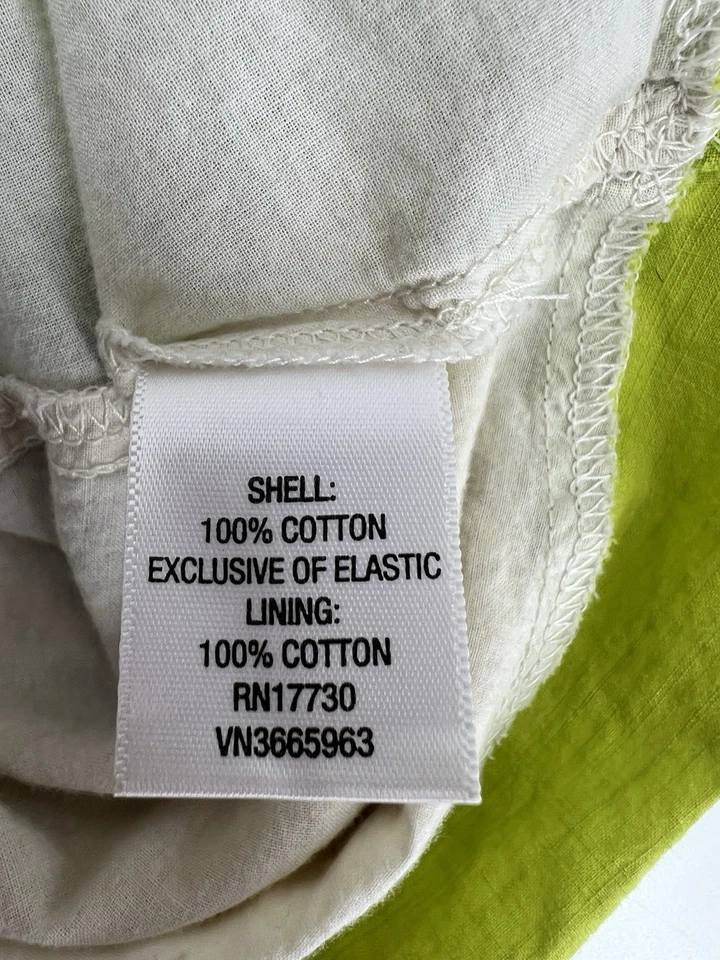 SHELL:
100% COTTON
EXCLUSIVE OF ELASTIC
LINING:
100% COTTON
RN17730
VN3665963